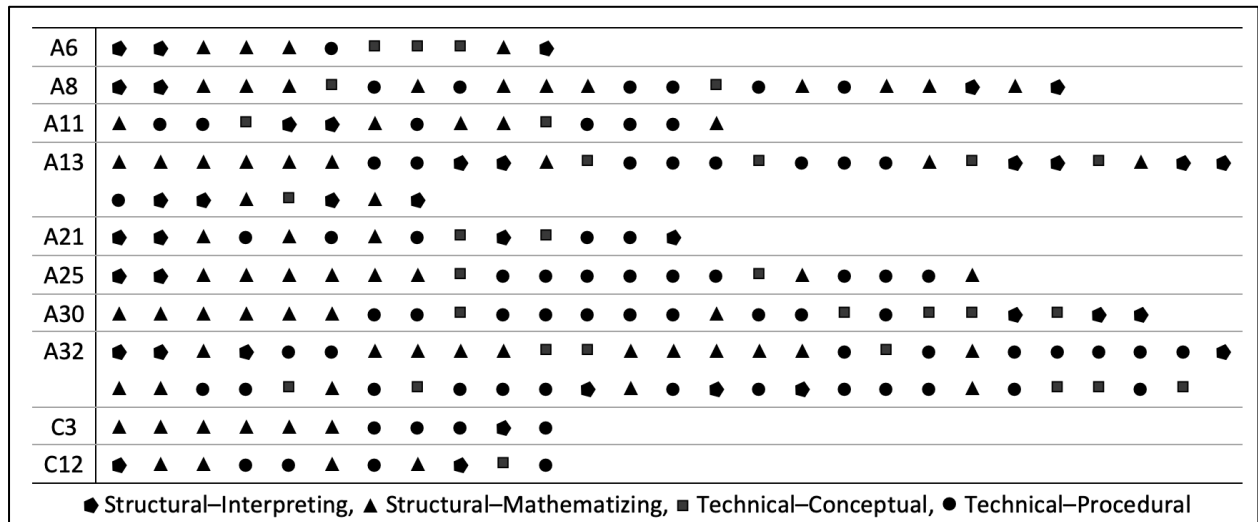 A6
A8
A11
A13
A21
A25
A30
A32
C3
C12
Structural–Interpreting, Structural–Mathematizing, Technical–Conceptual, Technical–Procedural